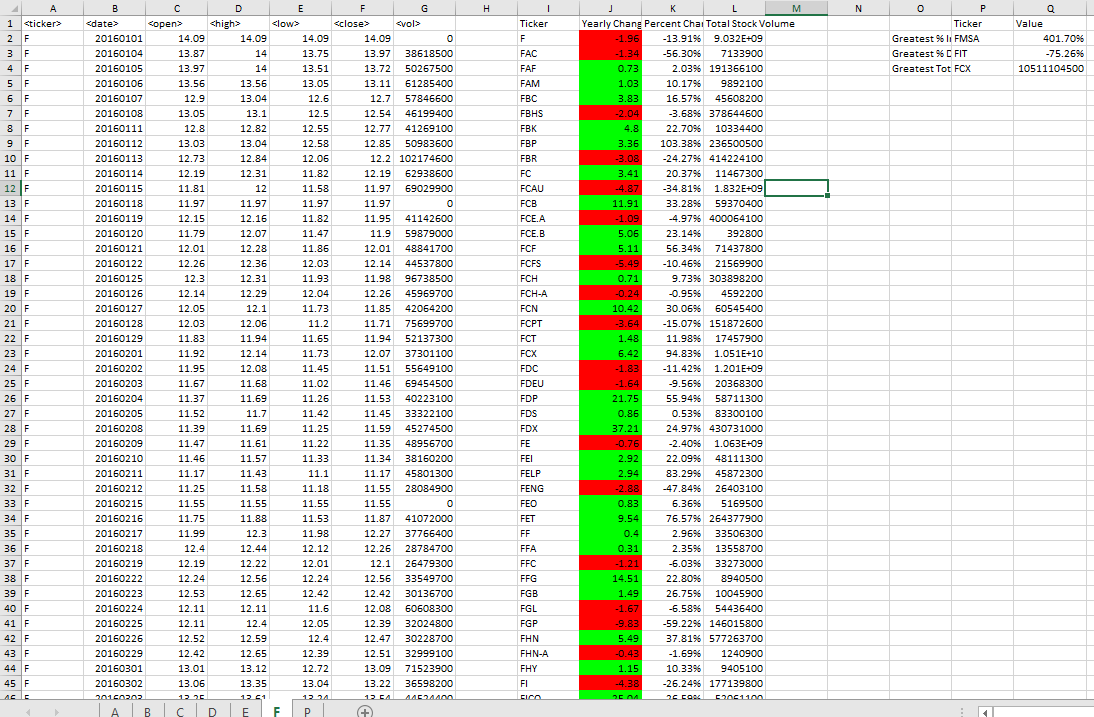 A B C D E F G H I J K L M N O P Q
1 <ticker> <date> <open> <high> <low> <close> <vol> Ticker Yearly Chang Percent Chan Total Stock Volume Ticker Value
2 F 20160101 14.09 14.09 14.09 14.09 0 F -1.96 -13.91% 9.032E+09 Greatest % In FMSA 401.70%
3 F 20160104 13.87 14 13.75 13.97 38618500 FAC -1.34 -56.30% 7133900 Greatest % D FIT -75.26%
4 F 20160105 13.97 14 13.51 13.72 50267500 FAF 0.73 2.03% 191366100 Greatest Tot FCX 10511104500
5 F 20160106 13.56 13.56 13.05 13.11 61285400 FAM 1.03 10.17% 9892100
6 F 20160107 12.9 13.04 12.6 12.7 57846600 FBC 3.83 16.57% 45608200
7 F 20160108 13.05 13.1 12.5 12.54 46199400 FBHS -2.04 -3.68% 378644600
8 F 20160111 12.8 12.82 12.55 12.77 41269100 FBK 4.8 22.70% 10334400
9 F 20160112 13.03 13.04 12.58 12.85 50983600 FBP 3.36 103.38% 236500500
10 F 20160113 12.73 12.84 12.06 12.2 102174600 FBR -3.08 -24.27% 414224100
11 F 20160114 12.19 12.31 11.82 12.19 62938600 FC 3.41 20.37% 11467300
12 F 20160115 11.81 12 11.58 11.97 69029900 FCAU -4.87 -34.81% 1.832E+09
13 F 20160118 11.97 11.97 11.97 11.97 0 FCB 11.91 33.28% 59370400
14 F 20160119 12.15 12.16 11.82 11.95 41142600 FCE.A -1.09 -4.97% 400064100
15 F 20160120 11.79 12.07 11.47 11.9 59879000 FCE.B 5.06 23.14% 392800
16 F 20160121 12.01 12.28 11.86 12.01 48841700 FCF 5.11 56.34% 71437800
17 F 20160122 12.26 12.36 12.03 12.14 44537800 FCFS -5.49 -10.46% 21569900
18 F 20160125 12.3 12.31 11.93 11.98 96738500 FCH 0.71 9.73% 303898200
19 F 20160126 12.14 12.29 12.04 12.26 45969700 FCH-A -0.24 -0.95% 4592200
20 F 20160127 12.05 12.1 11.73 11.85 42064200 FCN 10.42 30.06% 60545400
21 F 20160128 12.03 12.06 11.2 11.71 75699700 FCPT -3.64 -15.07% 151872600
22 F 20160129 11.83 11.94 11.65 11.94 52137300 FCT 1.48 11.98% 17457900
23 F 20160201 11.92 12.14 11.73 12.07 37301100 FCX 6.42 94.83% 1.051E+10
24 F 20160202 11.95 12.08 11.45 11.51 55649100 FDC -1.83 -11.42% 1.201E+09
25 F 20160203 11.67 11.68 11.02 11.46 69454500 FDEU -1.64 -9.56% 20368300
26 F 20160204 11.37 11.69 11.26 11.53 40223100 FDP 21.75 55.94% 58711300
27 F 20160205 11.52 11.7 11.42 11.45 33322100 FDS 0.86 0.53% 83300100
28 F 20160208 11.39 11.69 11.25 11.59 45274500 FDX 37.21 24.97% 430731000
29 F 20160209 11.47 11.61 11.22 11.35 48956700 FE -0.76 -2.40% 1.063E+09
30 F 20160210 11.46 11.57 11.33 11.34 38160200 FEI 2.92 22.09% 48111300
31 F 20160211 11.17 11.43 11.1 11.17 45801300 FELP 2.94 83.29% 45872300
32 F 20160212 11.25 11.58 11.18 11.55 28084900 FENG -2.88 -47.84% 26403100
33 F 20160215 11.55 11.55 11.55 11.55 0 FEO 0.83 6.36% 5169500
34 F 20160216 11.75 11.88 11.53 11.87 41072000 FET 9.54 76.57% 264377900
35 F 20160217 11.99 12.3 11.98 12.27 37766400 FF 0.4 2.96% 33506300
36 F 20160218 12.4 12.44 12.12 12.26 28784700 FFA 0.31 2.35% 13558700
37 F 20160219 12.19 12.22 12.01 12.1 26479300 FFC -1.21 -6.03% 33273000
38 F 20160222 12.24 12.56 12.24 12.56 33549700 FFG 14.51 22.80% 8940500
39 F 20160223 12.53 12.65 12.42 12.42 30136700 FGB 1.49 26.75% 10045900
40 F 20160224 12.11 12.11 11.6 12.08 60608300 FGL -1.67 -6.58% 54436400
41 F 20160225 12.11 12.4 12.05 12.39 32024800 FGP -9.83 -59.22% 146015800
42 F 20160226 12.52 12.59 12.4 12.47 30228700 FHN 5.49 37.81% 577263700
43 F 20160229 12.42 12.65 12.39 12.51 32999100 FHN-A -0.43 -1.69% 1240900
44 F 20160301 13.01 13.12 12.72 13.09 71523900 FHY 1.15 10.33% 9405100
45 F 20160302 13.06 13.35 13.04 13.22 36598200 FI -4.38 -26.24% 177139800
46 F 20160303 13.25 13.61 13.24 13.54 44524400 FICO 25.04 26.59% 52061100
A B C D E F P